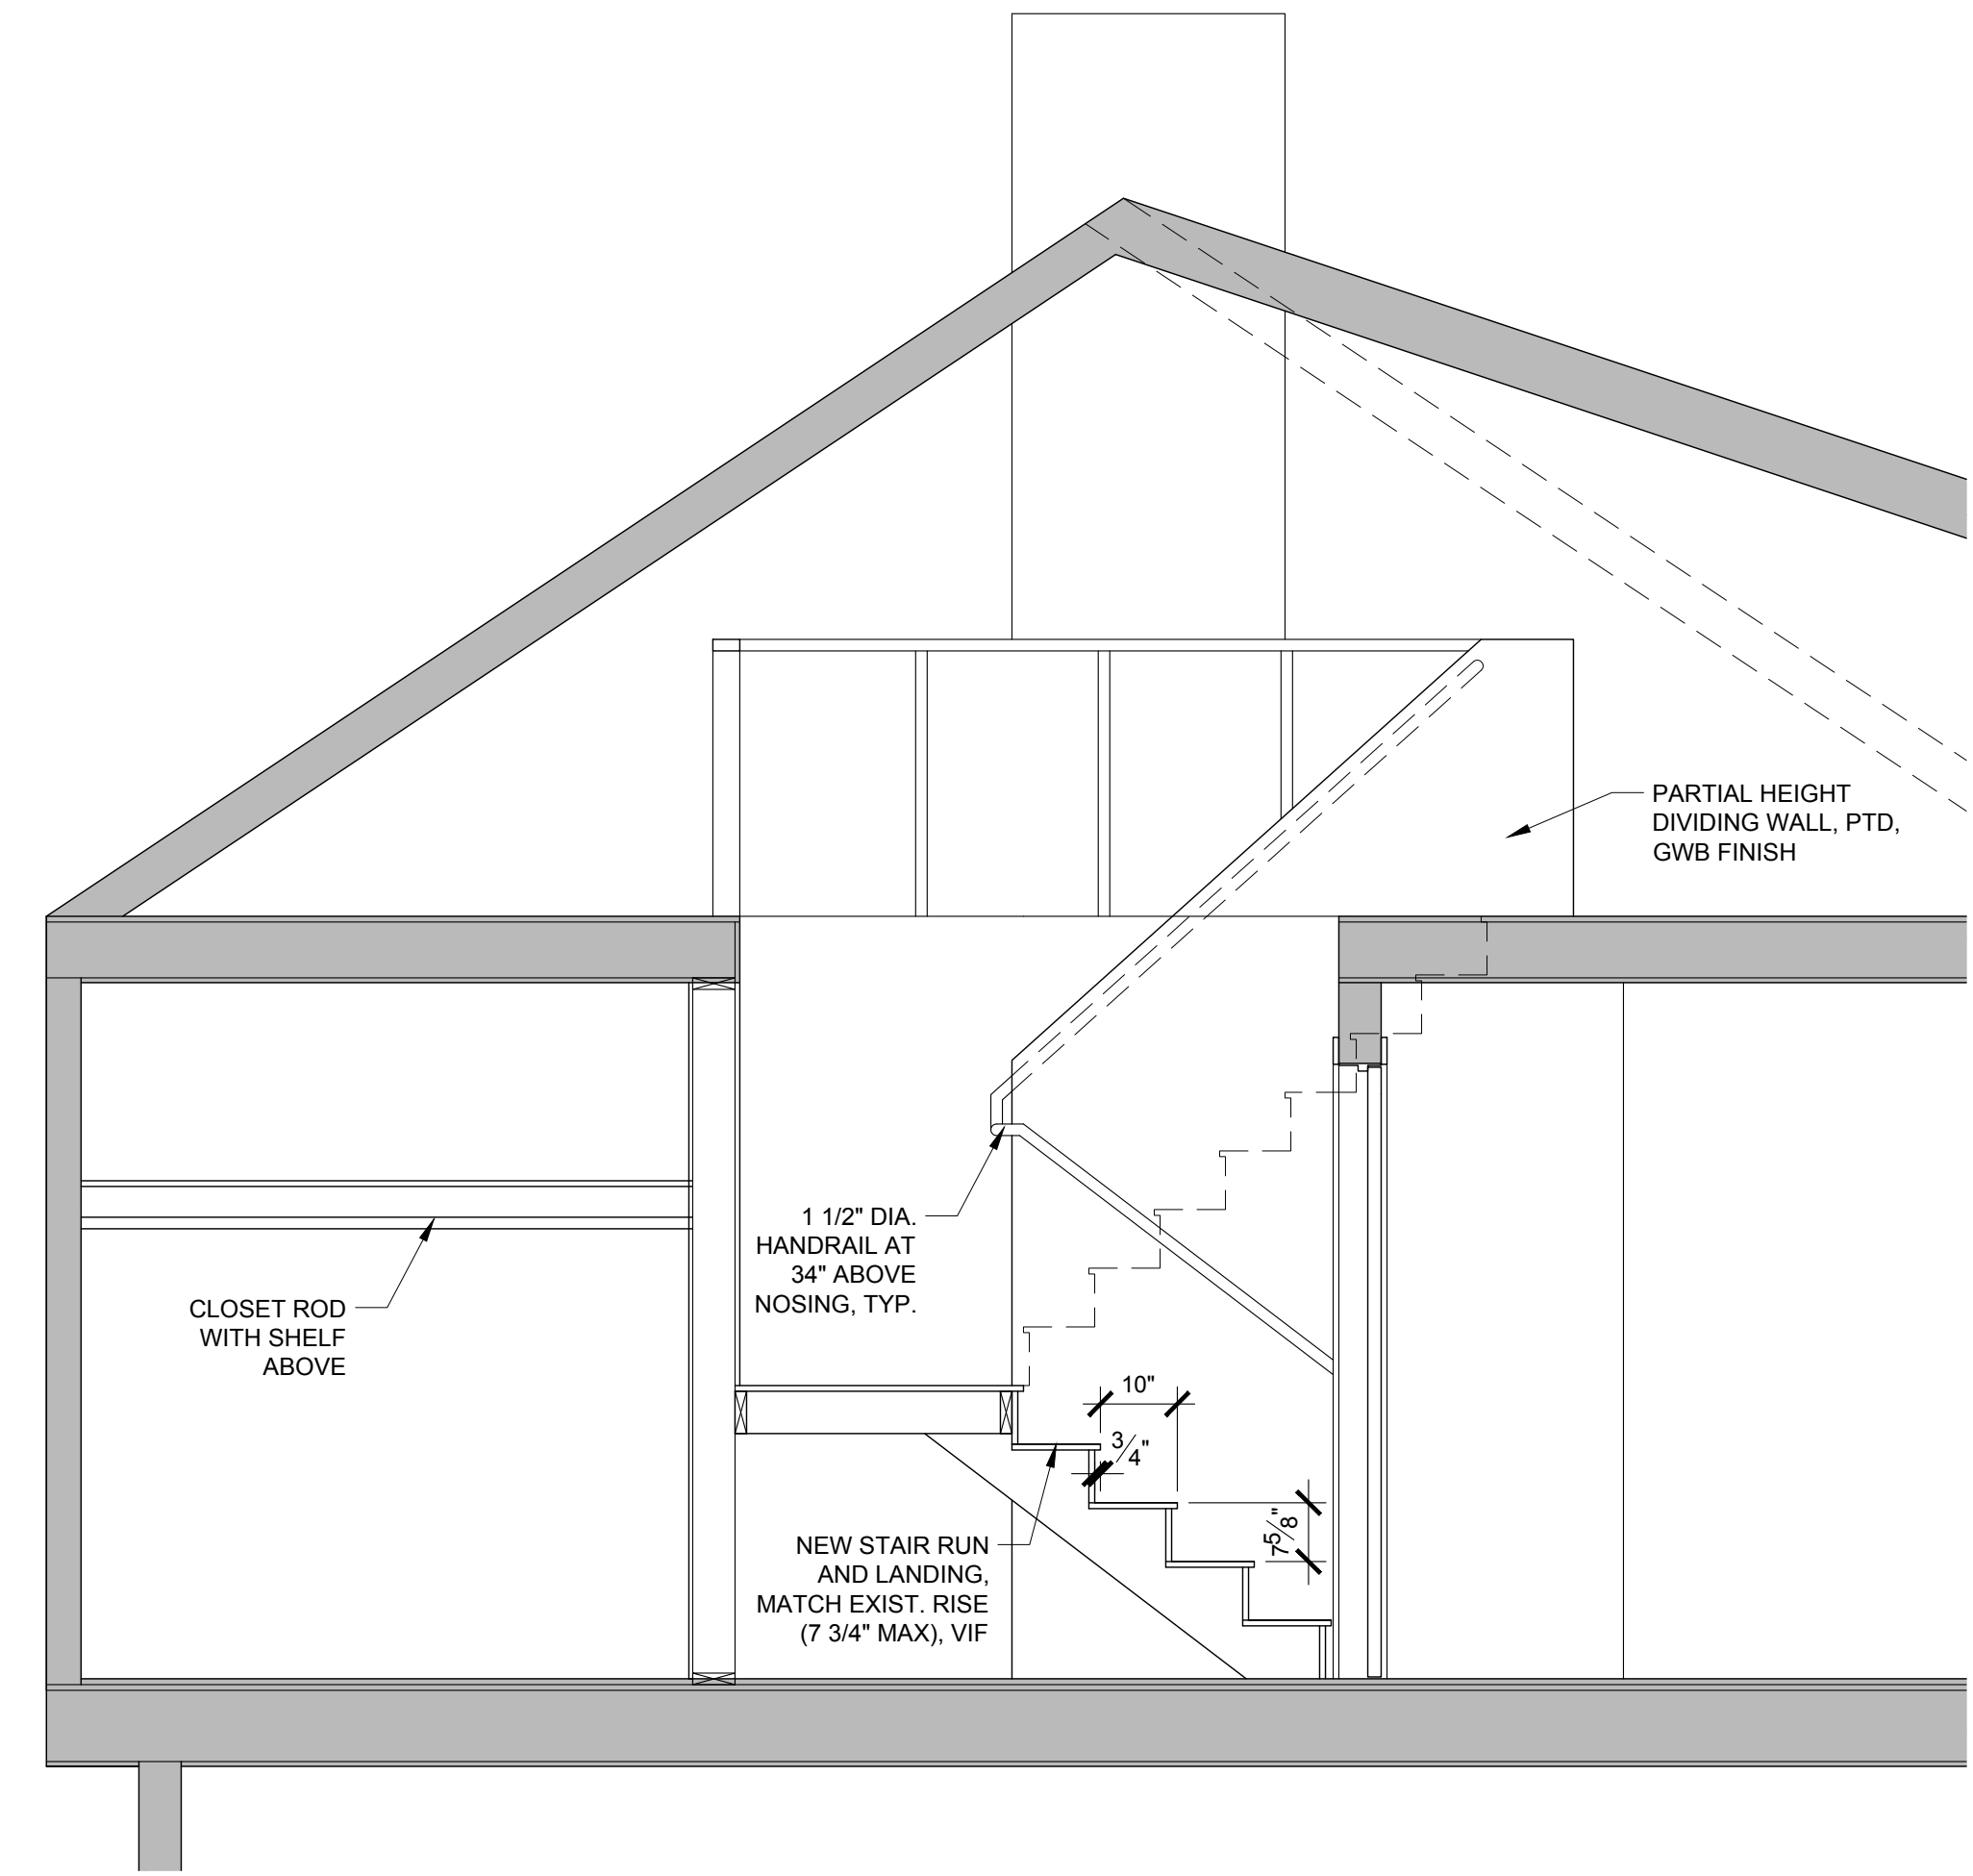 PARTIAL HEIGHT
DIVIDING WALL, PTD,
GWB FINISH
1 1/2" DIA.
HANDRAIL AT
34" ABOVE
NOSING, TYP.
CLOSET ROD
WITH SHELF
ABOVE
10"
3/4"
7 5/8"
NEW STAIR RUN
AND LANDING,
MATCH EXIST. RISE
(7 3/4" MAX), VIF